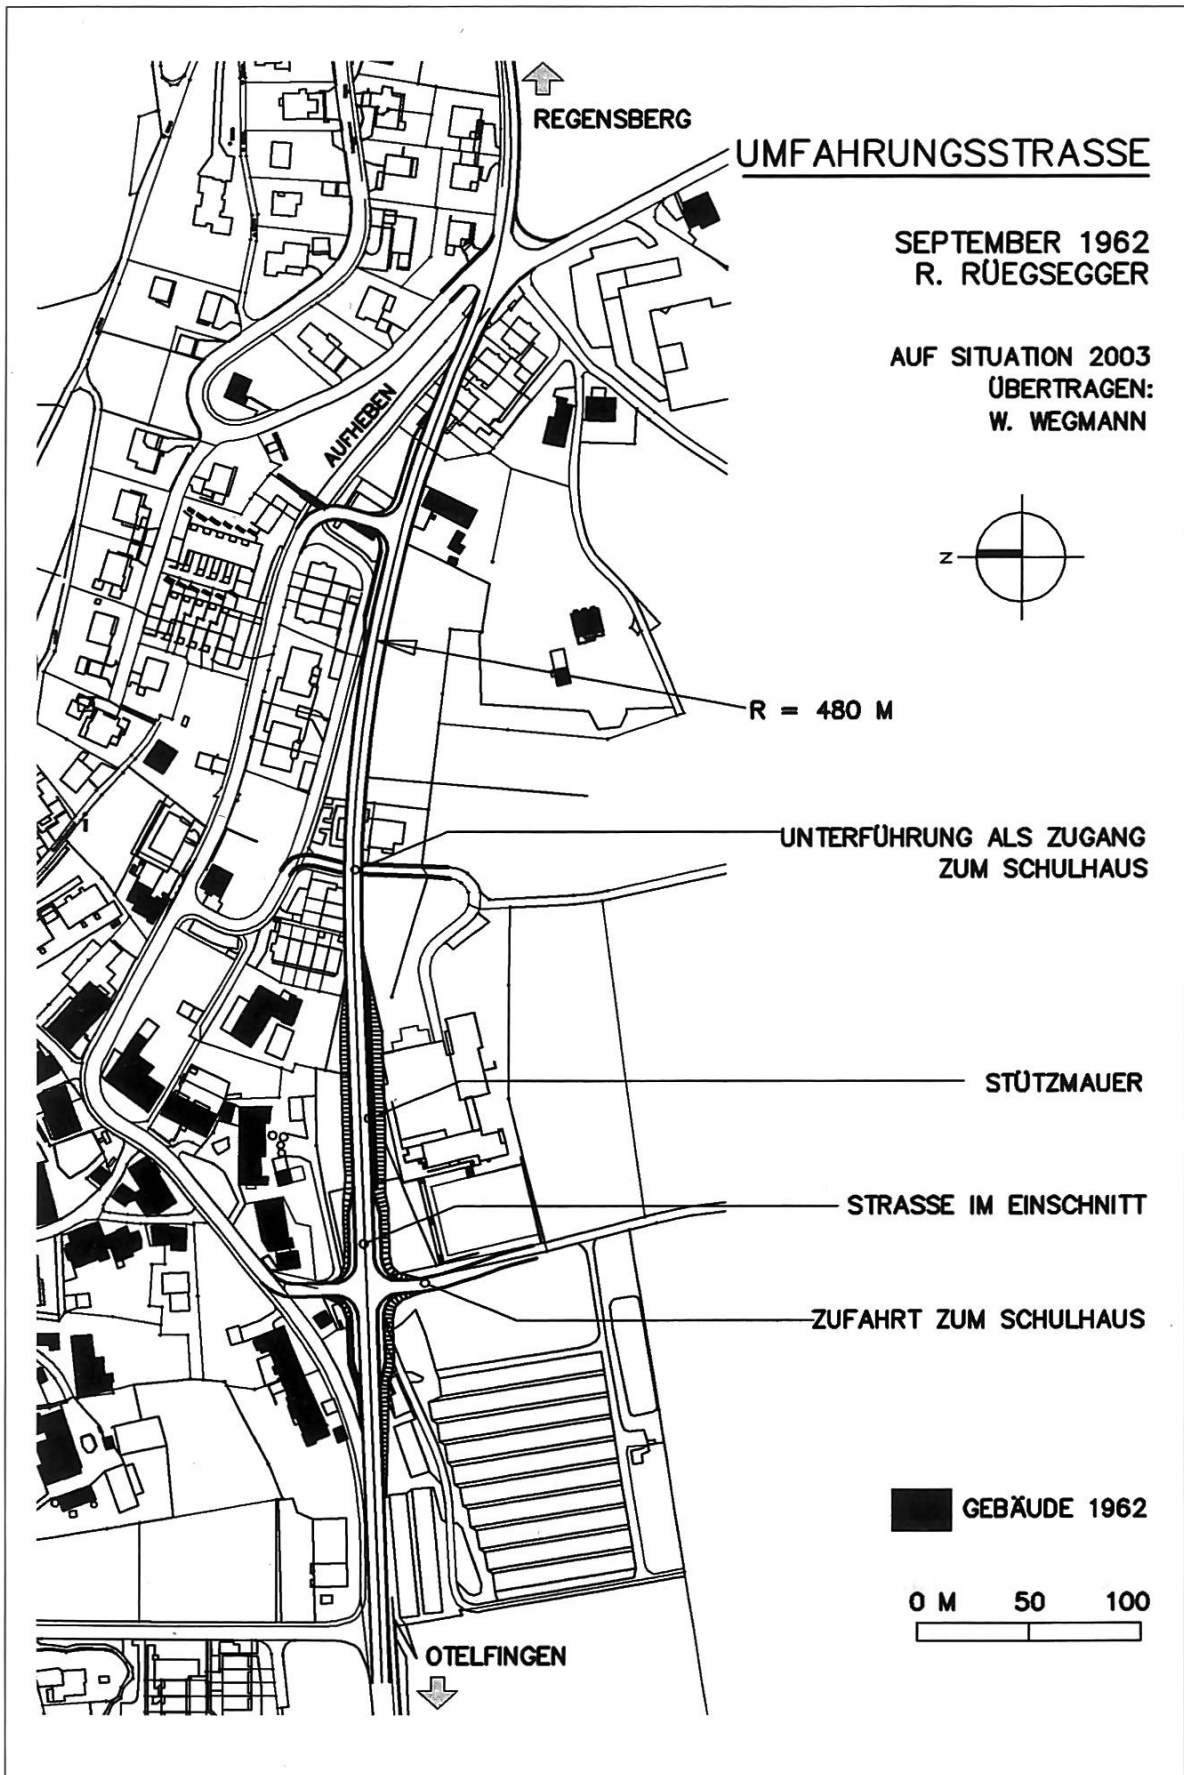 REGENSBERG
UMFAHRUNGSSTRASSE
SEPTEMBER 1962
R. RÜEGSEGGER
AUF SITUATION 2003
ÜBERTRAGEN:
W. WEGMANN
AUFHEBEN
N
R = 480 M
UNTERFÜHRUNG ALS ZUGANG
ZUM SCHULHAUS
STÜTZMAUER
STRASSE IM EINSCHNITT
ZUFAHRT ZUM SCHULHAUS
GEBÄUDE 1962
0 M 50 100
OTELFINGEN